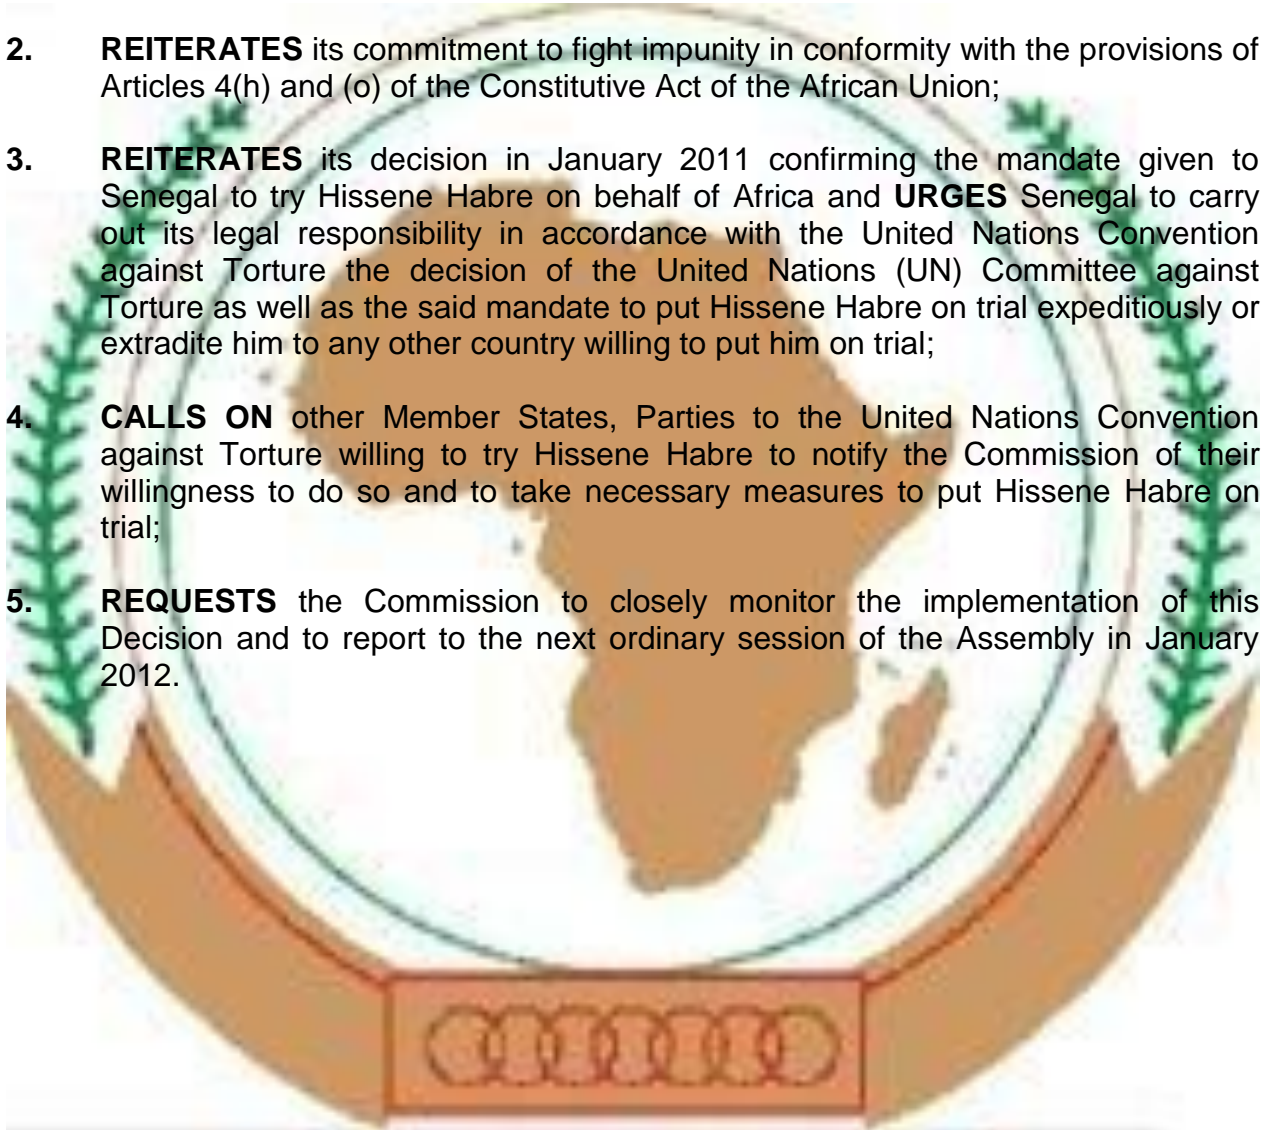 2. REITERATES its commitment to fight impunity in conformity with the provisions of
Articles 4(h) and (o) of the Constitutive Act of the African Union;
3. REITERATES its decision in January 2011 confirming the mandate given to
Senegal to try Hissene Habre on behalf of Africa and URGES Senegal to carry
out its legal responsibility in accordance with the United Nations Convention
against Torture the decision of the United Nations (UN) Committee against
Torture as well as the said mandate to put Hissene Habre on trial expeditiously or
extradite him to any other country willing to put him on trial;
4. CALLS ON other Member States, Parties to the United Nations Convention
against Torture willing to try Hissene Habre to notify the Commission of their
willingness to do so and to take necessary measures to put Hissene Habre on
trial;
5. REQUESTS the Commission to closely monitor the implementation of this
Decision and to report to the next ordinary session of the Assembly in January
2012.